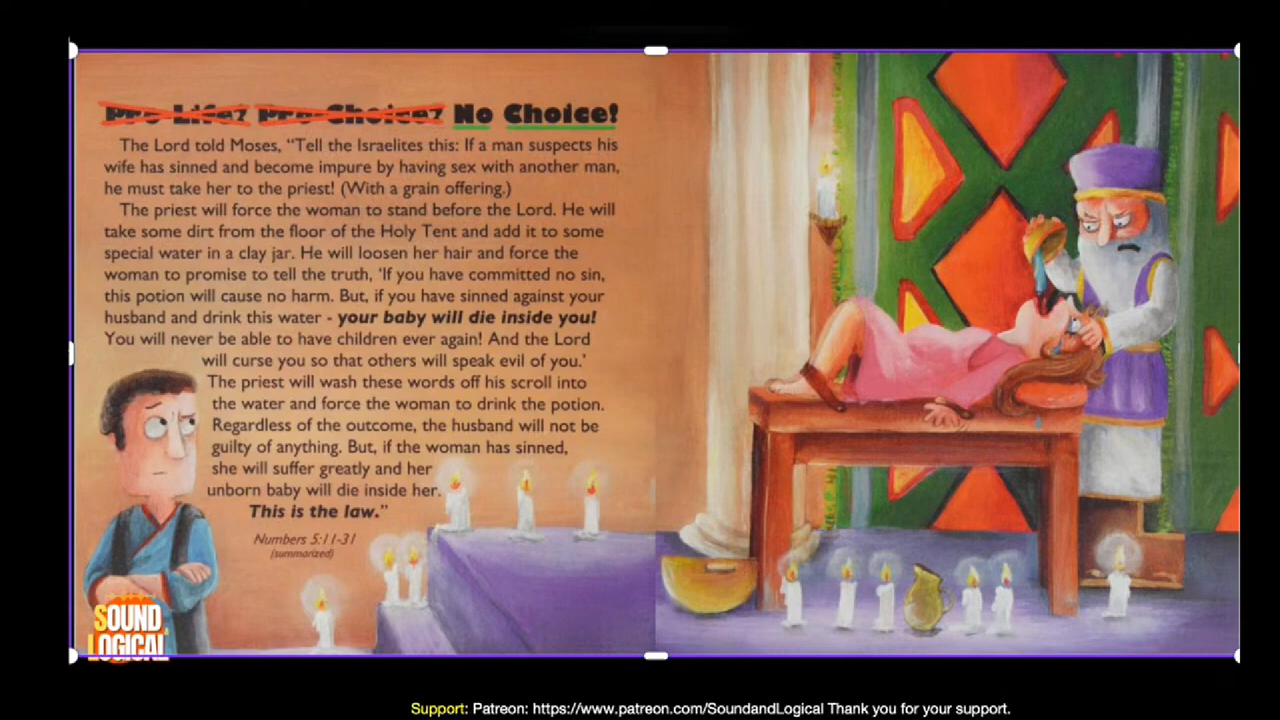 Pro-Life? Pro-Choice? No Choice!
The Lord told Moses, “Tell the Israelites this: If a man suspects his
wife has sinned and become impure by having sex with another man,
he must take her to the priest! (With a grain offering.)
The priest will force the woman to stand before the Lord. He will
take some dirt from the floor of the Holy Tent and add it to some
special water in a clay jar. He will loosen her hair and force the
woman to promise to tell the truth, ‘If you have committed no sin,
this potion will cause no harm. But, if you have sinned against your
husband and drink this water - your baby will die inside you!
You will never be able to have children ever again! And the Lord
will curse you so that others will speak evil of you.’
The priest will wash these words off his scroll into
the water and force the woman to drink the potion.
Regardless of the outcome, the husband will not be
guilty of anything. But, if the woman has sinned,
she will suffer greatly and her
unborn baby will die inside her.
This is the law.”
Numbers 5:11-31
(summarized)
SOUND
LOGICAL
Support: Patreon: https://www.patreon.com/SoundandLogical Thank you for your support.